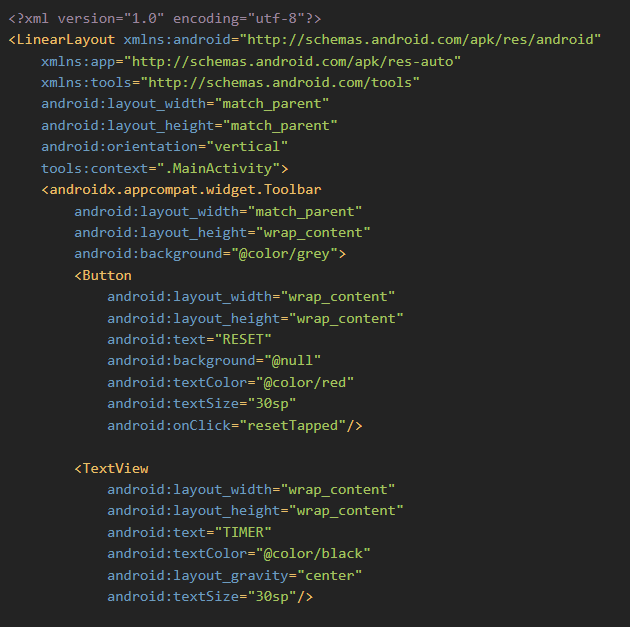 <?xml version="1.0" encoding="utf-8"?>
<LinearLayout xmlns:android="http://schemas.android.com/apk/res/android"
    xmlns:app="http://schemas.android.com/apk/res-auto"
    xmlns:tools="http://schemas.android.com/tools"
    android:layout_width="match_parent"
    android:layout_height="match_parent"
    android:orientation="vertical"
    tools:context=".MainActivity">
    <androidx.appcompat.widget.Toolbar
        android:layout_width="match_parent"
        android:layout_height="wrap_content"
        android:background="@color/grey">
        <Button
            android:layout_width="wrap_content"
            android:layout_height="wrap_content"
            android:text="RESET"
            android:background="@null"
            android:textColor="@color/red"
            android:textSize="30sp"
            android:onClick="resetTapped"/>

        <TextView
            android:layout_width="wrap_content"
            android:layout_height="wrap_content"
            android:text="TIMER"
            android:textColor="@color/black"
            android:layout_gravity="center"
            android:textSize="30sp"/>